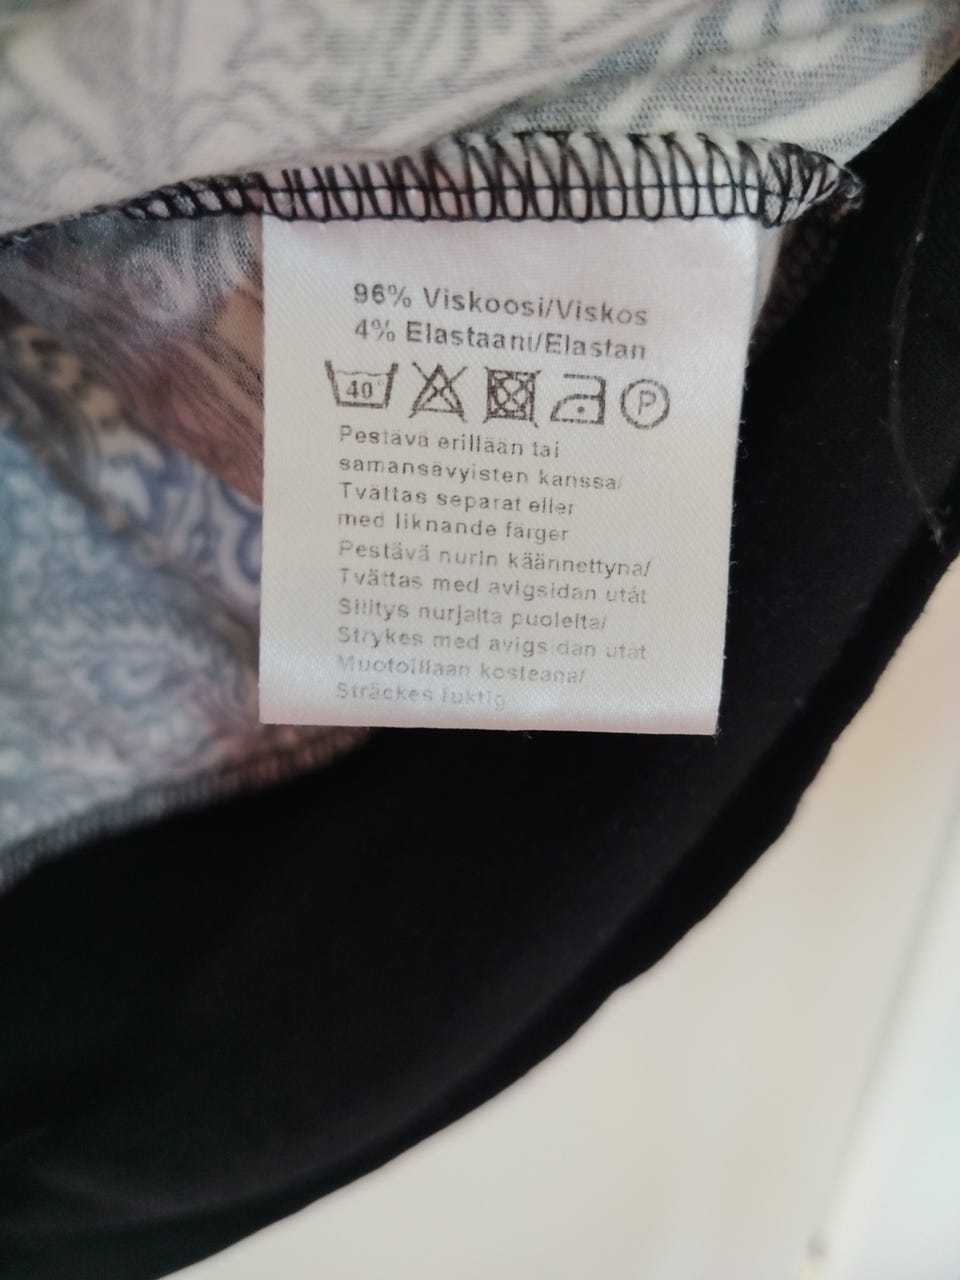 96% Viskoosi/Viskos
4% Elastaani/Elastan
40° P
Pestävä erillään tai
samansävyisten kanssa/
Tvättas separat eller
med liknande färger
Pestävä nurin käännettyna/
Tvättas med avigsidan utåt
Silitys nurjalta puolelta/
Strykes med avigsidan utåt
Muotoillaan kosteana/
Sträckes fuktig